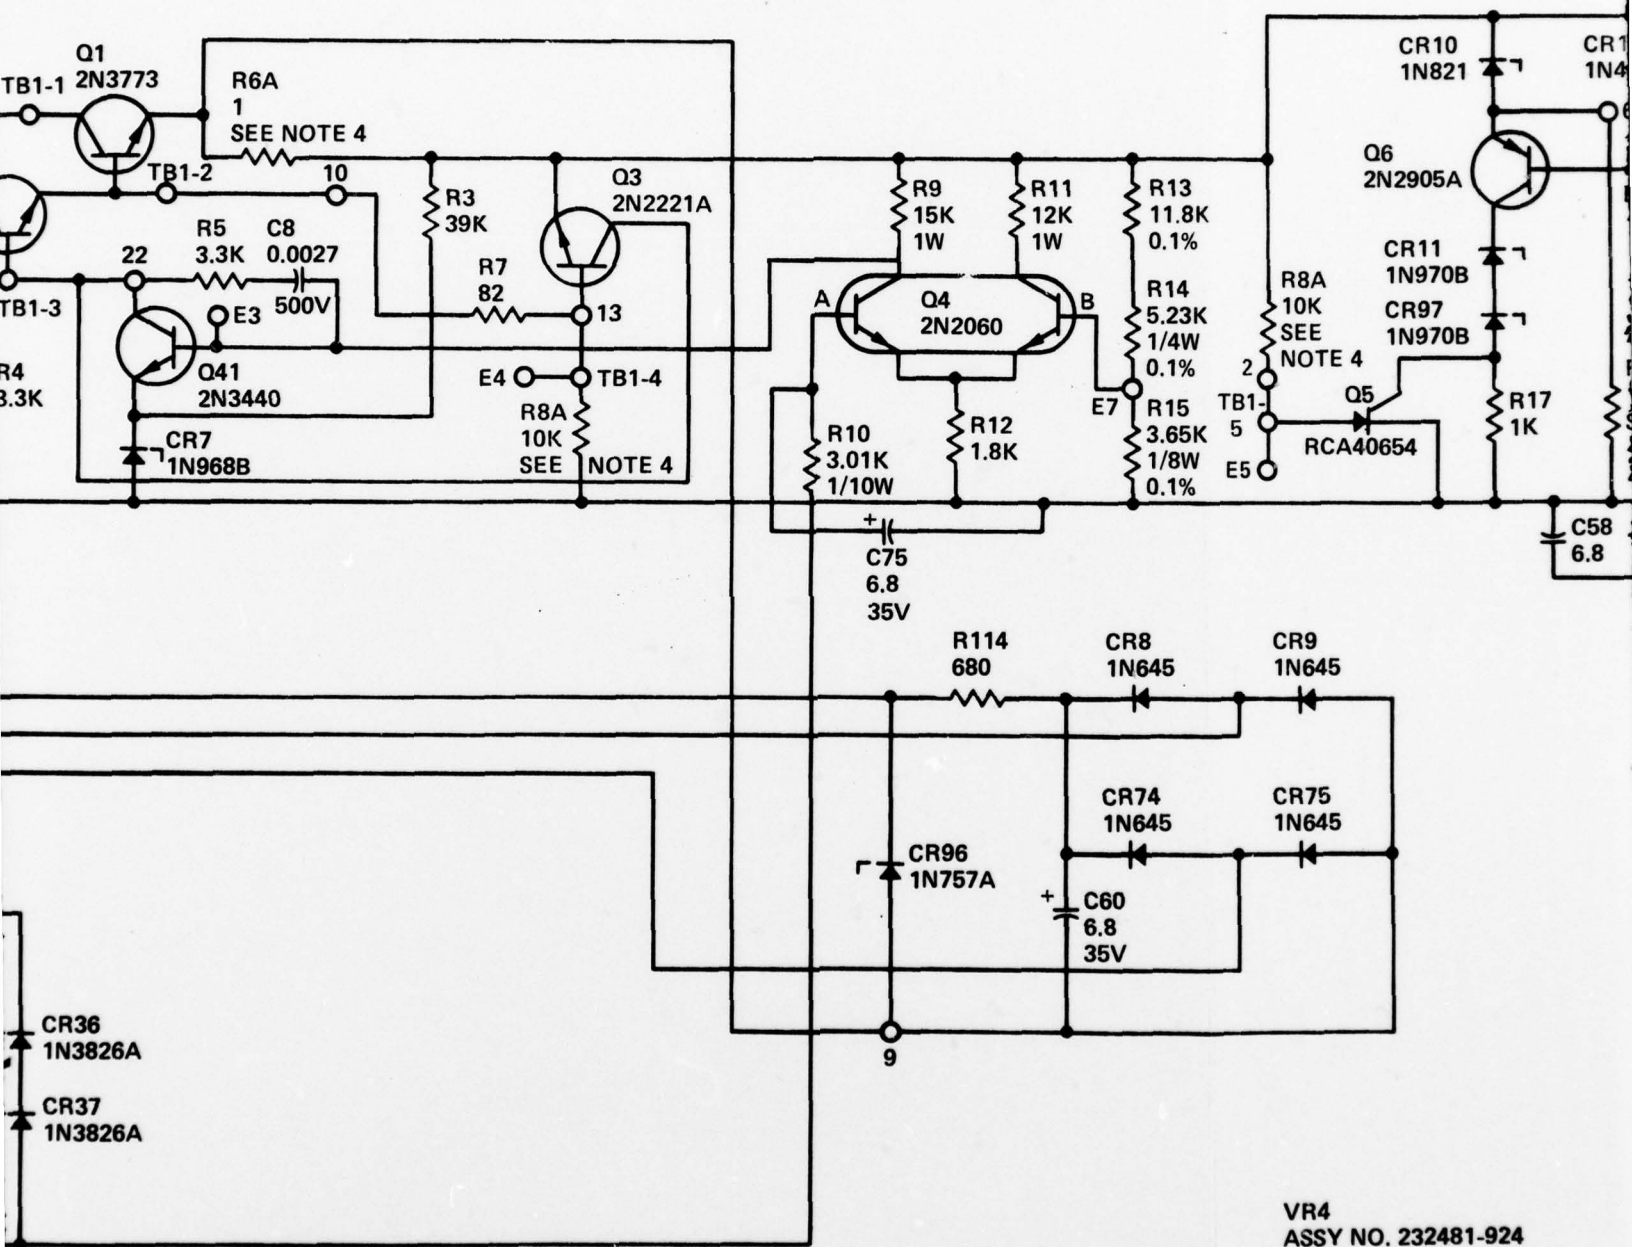 Q1
2N3773
TB1-1
R6A
1
SEE NOTE 4
TB1-2
10
R3
39K
Q3
2N2221A
R5
3.3K
C8
0.0027
500V
22
E3
TB1-3
R7
82
13
E4
TB1-4
Q41
2N3440
R4
3.3K
R8A
10K
SEE NOTE 4
CR7
1N968B
R9
15K
1W
R11
12K
1W
R13
11.8K
0.1%
A
Q4
2N2060
B
R14
5.23K
1/4W
0.1%
E7
R10
3.01K
1/10W
R12
1.8K
R15
3.65K
1/8W
0.1%
C75
6.8
35V
+
CR10
1N821
Q6
2N2905A
CR11
1N970B
CR97
1N970B
R8A
10K
SEE
NOTE 4
2
TB1-
5
E5
Q5
RCA40654
R17
1K
C58
6.8
R114
680
CR8
1N645
CR9
1N645
CR74
1N645
CR75
1N645
CR96
1N757A
+
C60
6.8
35V
9
CR36
1N3826A
CR37
1N3826A
VR4
ASSY NO. 232481-924